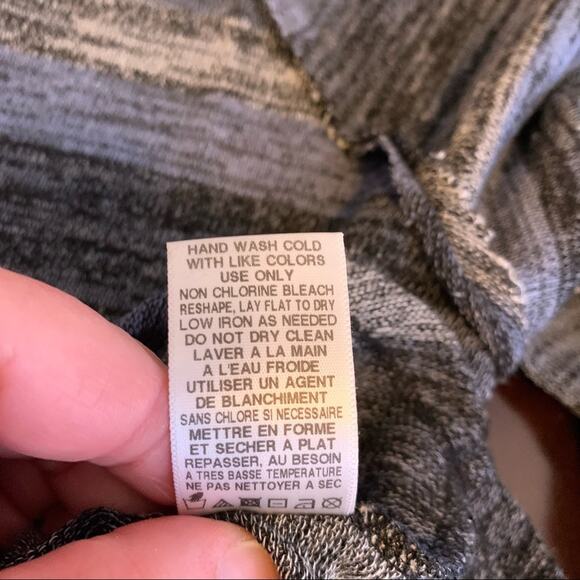 HAND WASH COLD
WITH LIKE COLORS
USE ONLY
NON CHLORINE BLEACH
RESHAPE, LAY FLAT TO DRY
LOW IRON AS NEEDED
DO NOT DRY CLEAN
LAVER A LA MAIN
A L'EAU FROIDE
UTILISER UN AGENT
DE BLANCHIMENT
SANS CHLORE SI NECESSAIRE
METTRE EN FORME
ET SECHER A PLAT
REPASSER, AU BESOIN
A TRES BASSE TEMPERATURE
NE PAS NETTOYER A SEC